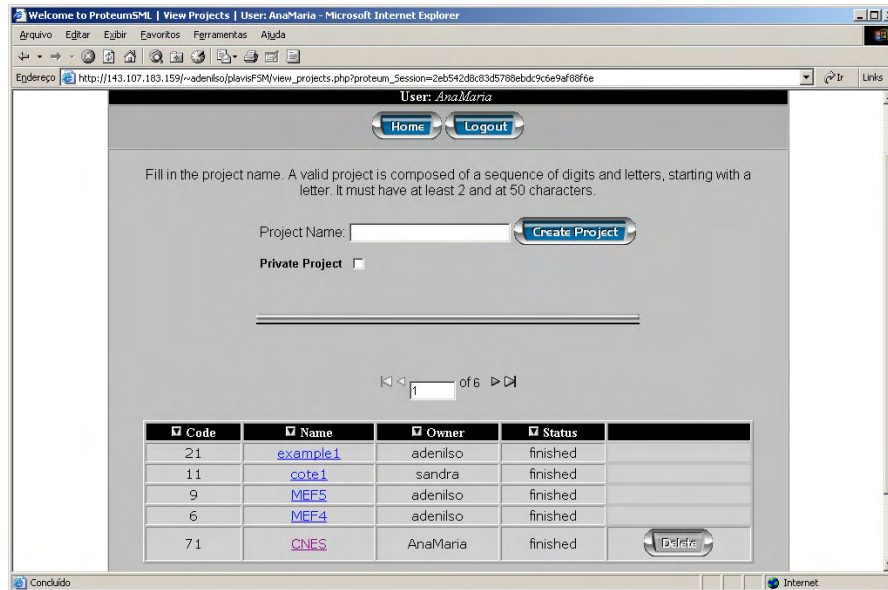 Welcome to ProteumSML | View Projects | User: AnaMaria - Microsoft Internet Explorer
Arquivo Editar Exibir Favoritos Ferramentas Ajuda
Endereço http://143.107.183.159/~adenilso/plavisFSM/view_projects.php?proteum_Session=2eb542d8c83d5788ebdc9c6e9af88f6e Ir Links
User: AnaMaria
Home Logout
Fill in the project name. A valid project is composed of a sequence of digits and letters, starting with a
letter. It must have at least 2 and at 50 characters.
Project Name: Create Project
Private Project
1 of 6
Code Name Owner Status
21 example1 adenilso finished
11 cote1 sandra finished
9 MEF5 adenilso finished
6 MEF4 adenilso finished
71 CNES AnaMaria finished Delete
Concluído Internet